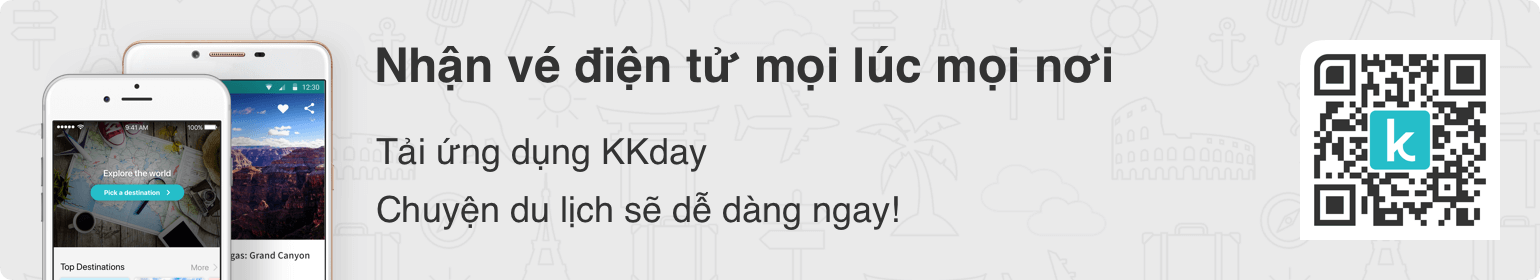 Nhận vé điện tử mọi lúc mọi nơi
Tải ứng dụng KKday
Chuyện du lịch sẽ dễ dàng ngay!
12:30
9:41 AM
100%
Explore the world
Pick a destination
gas: Grand Canyon
Top Destinations
More
k